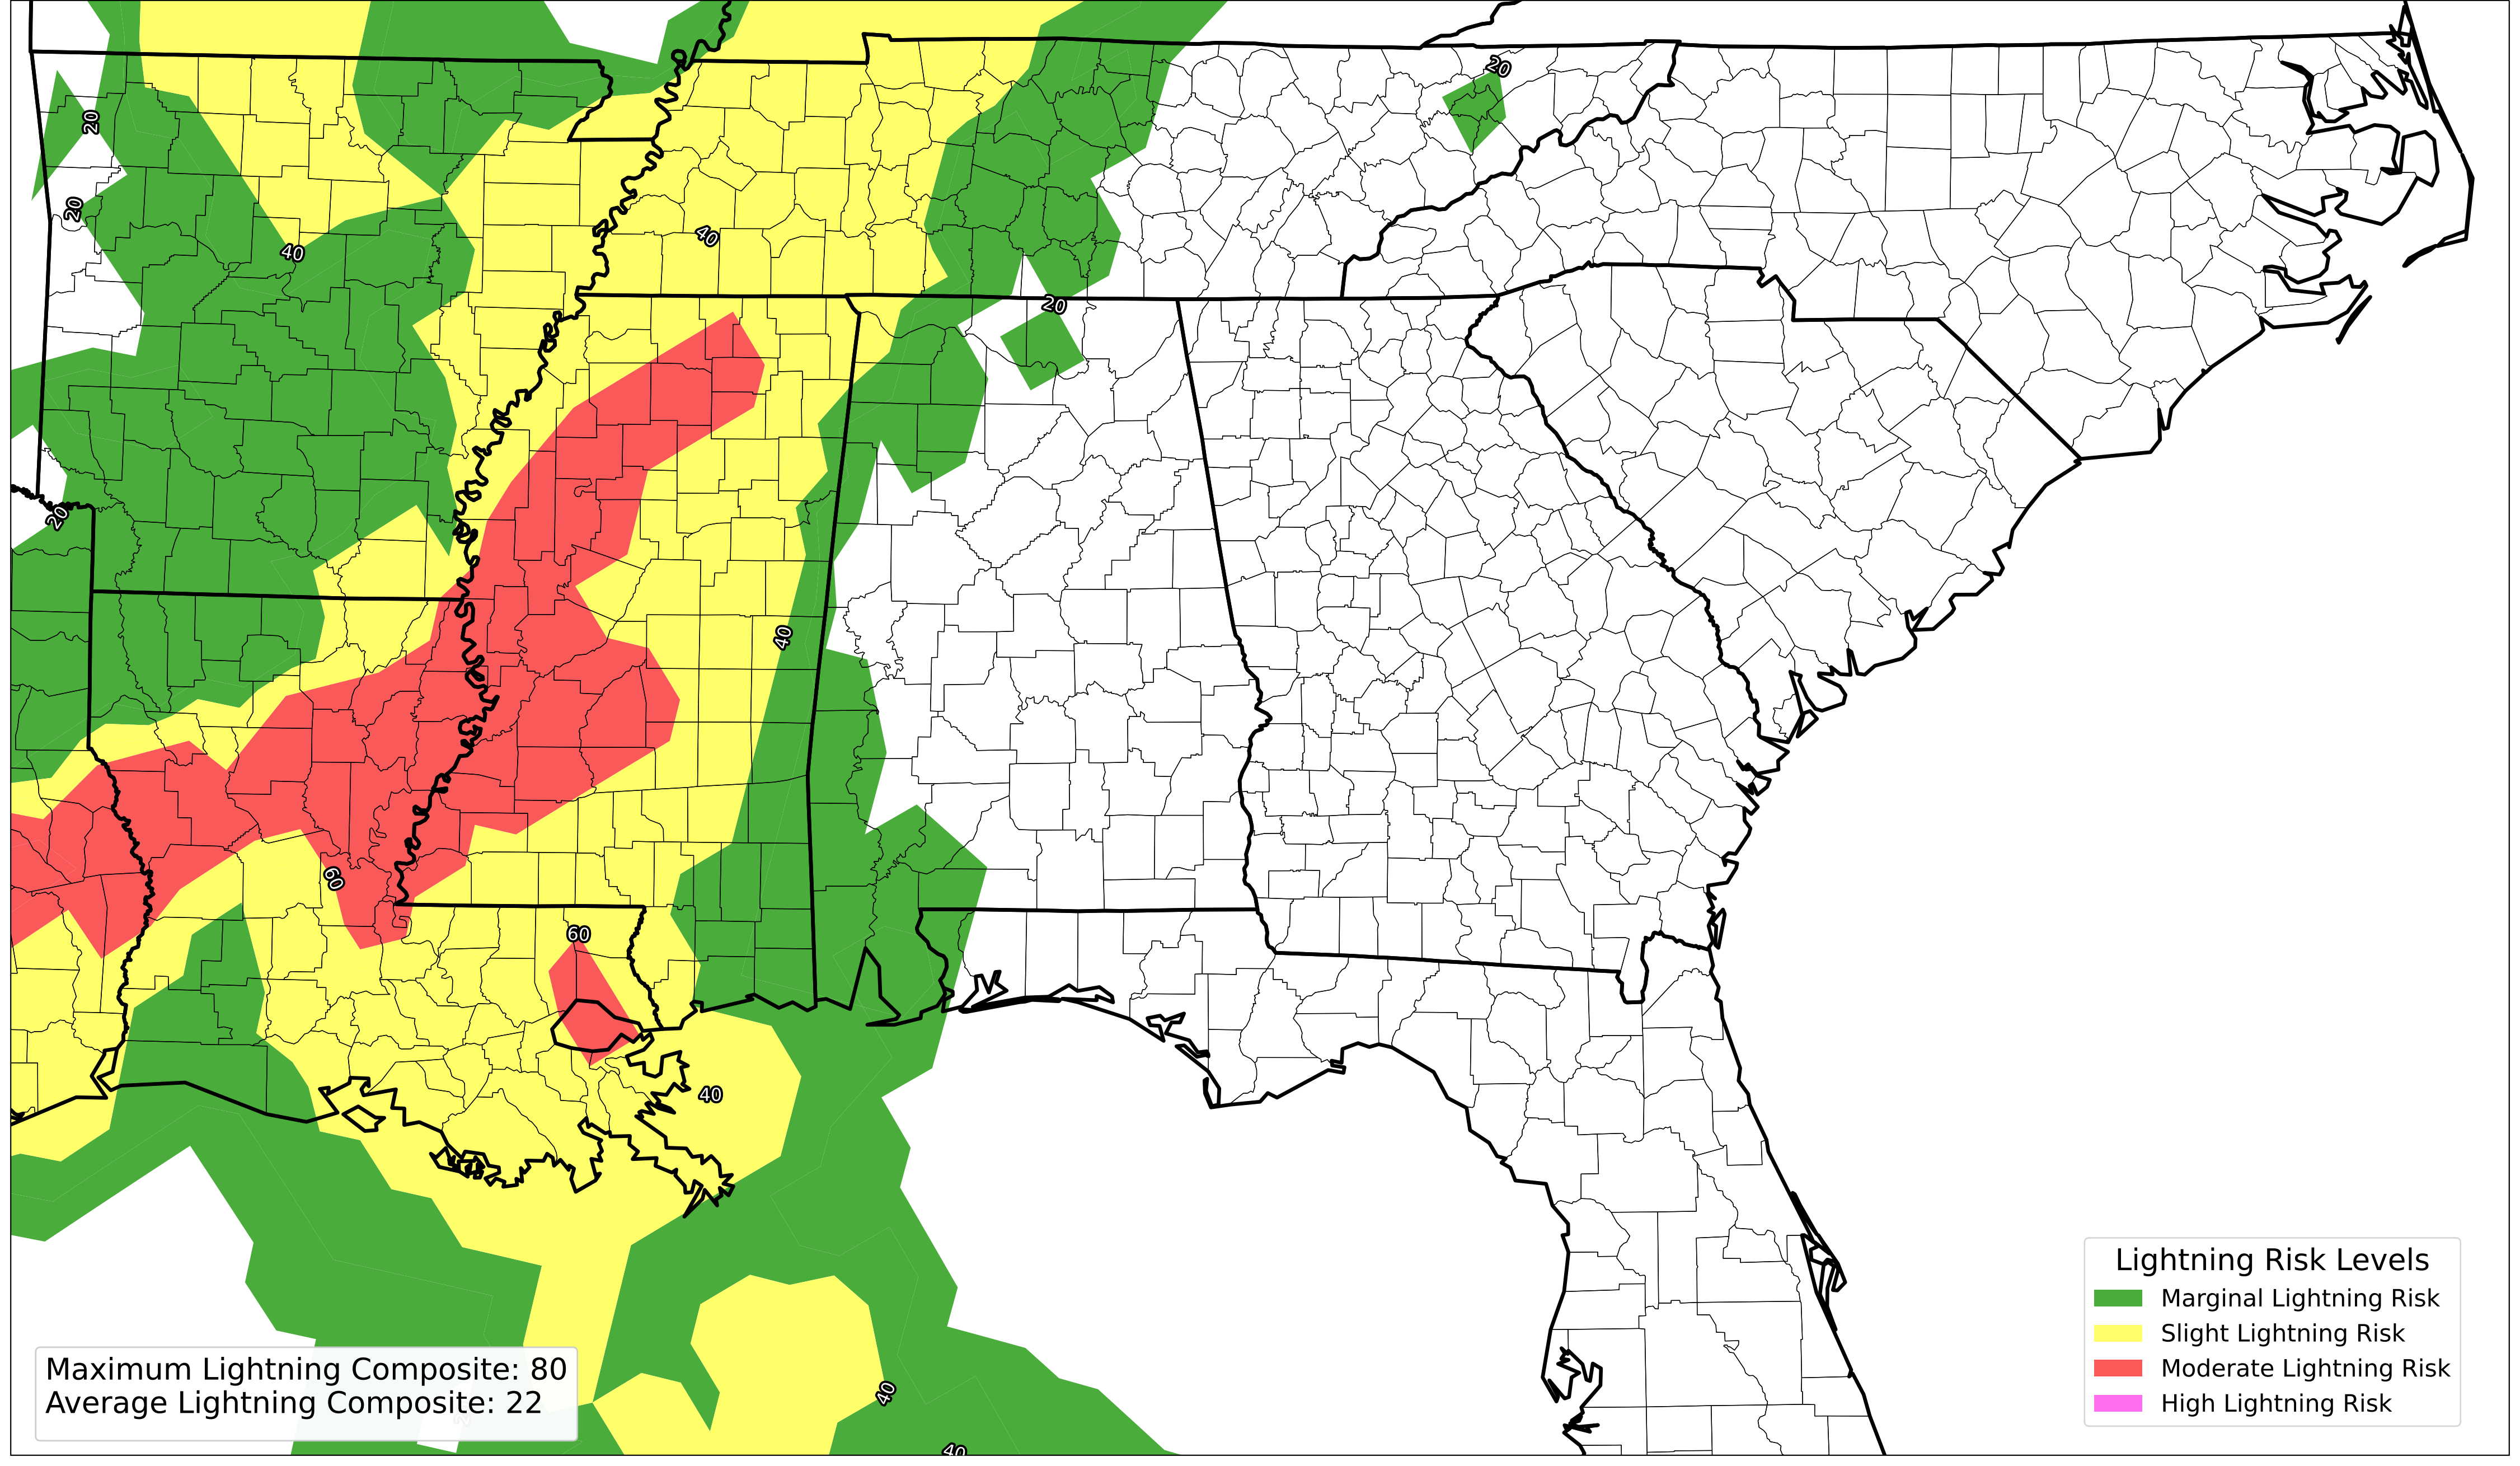 20
20
20
40
40
20
20
40
60
60
40
40
40
Maximum Lightning Composite: 80
Average Lightning Composite: 22
Lightning Risk Levels
Marginal Lightning Risk
Slight Lightning Risk
Moderate Lightning Risk
High Lightning Risk